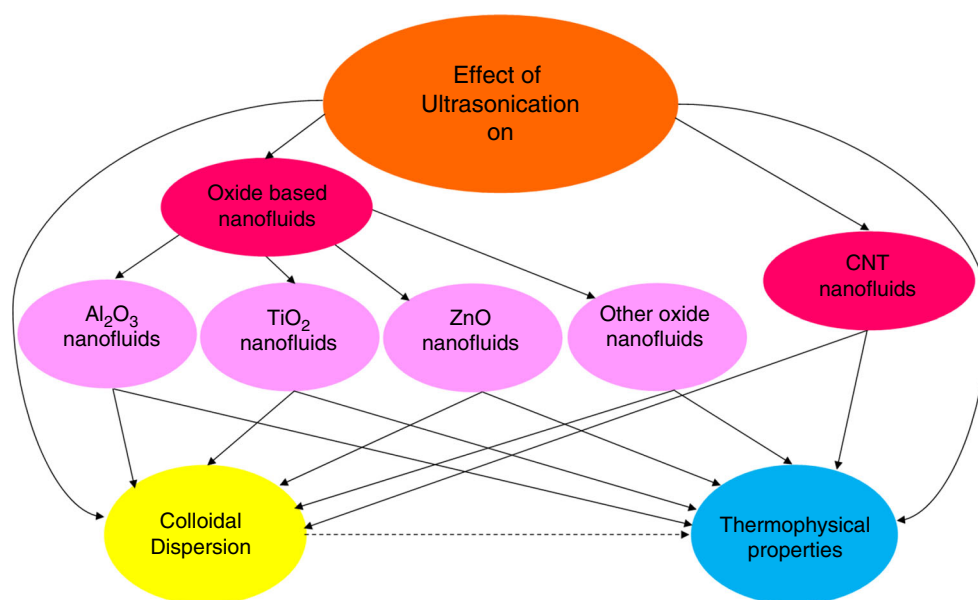 Effect of
Ultrasonication
on
Oxide based
nanofluids
CNT
nanofluids
Al₂O₃
nanofluids
TiO₂
nanofluids
ZnO
nanofluids
Other oxide
nanofluids
Colloidal
Dispersion
Thermophysical
properties